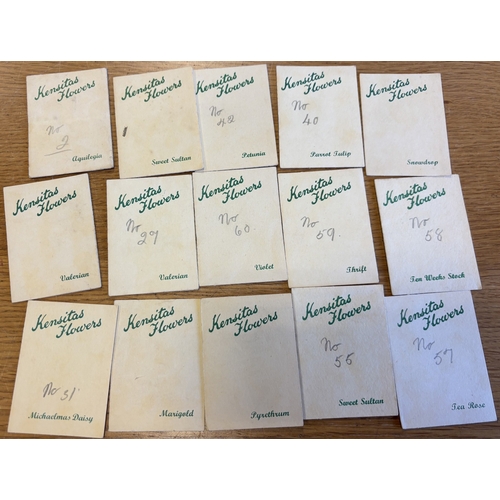 Kensitas
Flowers
No
2
Aquilegia
Kensitas
Flowers
1
Sweet Sultan
Kensitas
Flowers
No
42
Petunia
Kensitas
Flowers
No
40
Parrot Tulip
Kensitas
Flowers
Snowdrop
Kensitas
Flowers
Valerian
Kensitas
Flowers
No
29
Valerian
Kensitas
Flowers
No
60
Violet
Kensitas
Flowers
No
59.
Thrift
Kensitas
Flowers
No
58
Ten Weeks Stock
Kensitas
Flowers
No 31
Michaelmas Daisy
Kensitas
Flowers
Marigold
Kensitas
Flowers
Pyrethrum
Kensitas
Flowers
No
55
Sweet Sultan
Kensitas
Flowers
No
57
Tea Rose